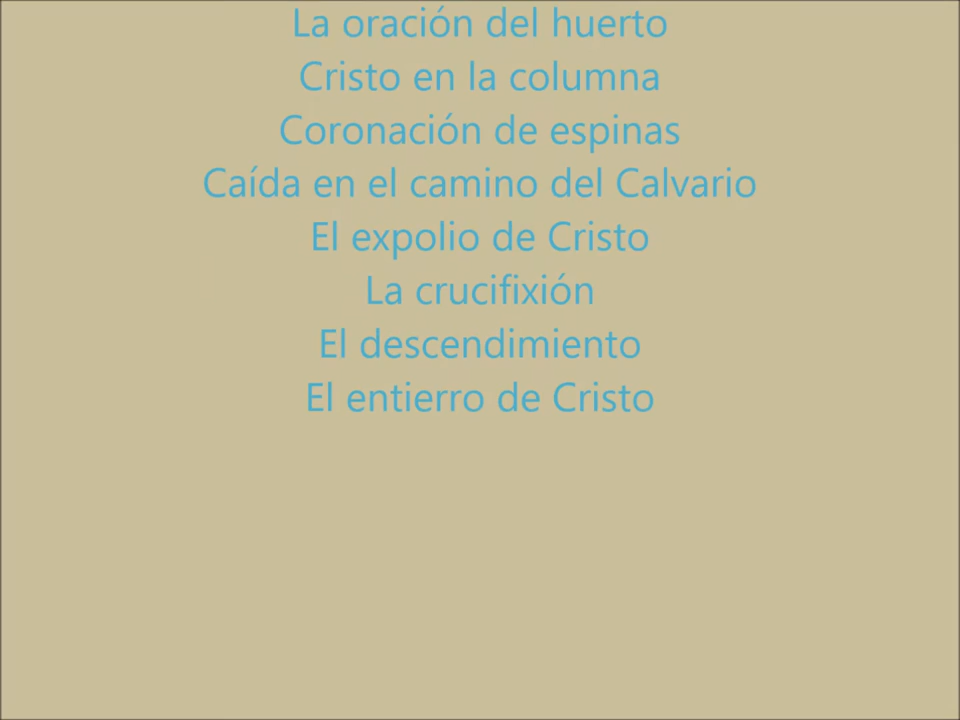 La oración del huerto
Cristo en la columna
Coronación de espinas
Caída en el camino del Calvario
El expolio de Cristo
La crucifixión
El descendimiento
El entierro de Cristo